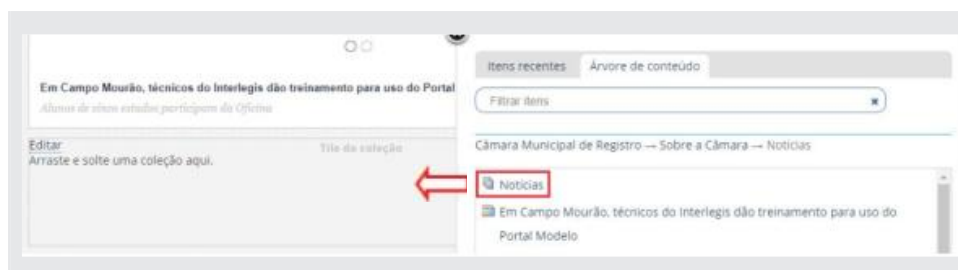 Em Campo Mourão, técnicos do Interlegis dão treinamento para uso do Portal
Alunos de cinco estados participam da Oficina
Editar
Tile da coleção
Arraste e solte uma coleção aqui.
Itens recentes
Árvore de conteúdo
Filtrar itens
Câmara Municipal de Registro → Sobre a Câmara → Notícias
Notícias
Em Campo Mourão, técnicos do Interlegis dão treinamento para uso do
Portal Modelo